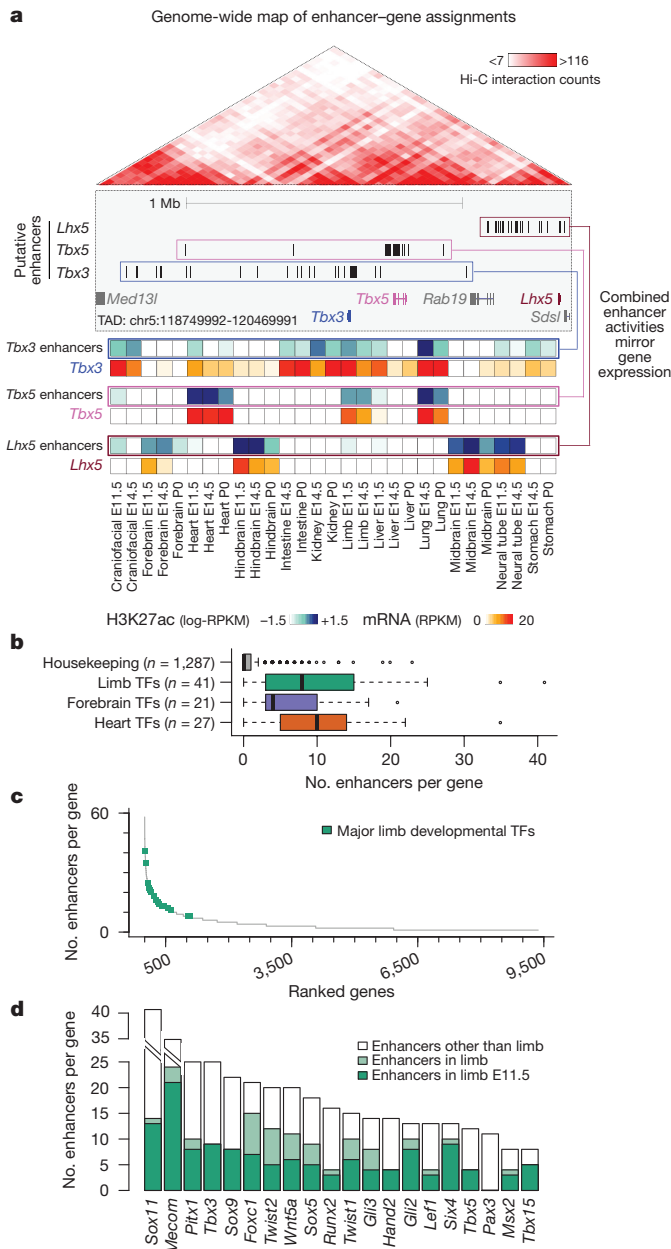 a
Genome-wide map of enhancer–gene assignments
<7 >116
Hi-C interaction counts
1 Mb
Putative enhancers
Lhx5
Tbx5
Tbx3
Med13l Tbx5 Rab19 Lhx5
TAD: chr5:118749992–120469991 Tbx3 Sdsl
Combined
enhancer
activities
mirror
gene
expression
Tbx3 enhancers
Tbx3
Tbx5 enhancers
Tbx5
Lhx5 enhancers
Lhx5
Craniofacial E11.5
Craniofacial E14.5
Forebrain E11.5
Forebrain E14.5
Forebrain P0
Heart E11.5
Heart E14.5
Heart P0
Hindbrain E11.5
Hindbrain E14.5
Hindbrain P0
Intestine E14.5
Intestine P0
Kidney E14.5
Kidney P0
Limb E11.5
Limb E14.5
Liver E11.5
Liver E14.5
Liver P0
Lung E14.5
Lung P0
Midbrain E11.5
Midbrain E14.5
Midbrain P0
Neural tube E11.5
Neural tube E14.5
Stomach E14.5
Stomach P0
H3K27ac (log-RPKM) −1.5 +1.5 mRNA (RPKM) 0 20
b
Housekeeping (n = 1,287)
Limb TFs (n = 41)
Forebrain TFs (n = 21)
Heart TFs (n = 27)
0 10 20 30 40
No. enhancers per gene
c
60
0
No. enhancers per gene
Major limb developmental TFs
500 3,500 6,500 9,500
Ranked genes
d
No. enhancers per gene
40
35
25
20
15
10
5
0
Enhancers other than limb
Enhancers in limb
Enhancers in limb E11.5
Sox11
Mecom
Pitx1
Tbx3
Sox9
Foxc1
Twist2
Wnt5a
Sox5
Runx2
Twist1
Gli3
Hand2
Gli2
Lef1
Six4
Tbx5
Pax3
Msx2
Tbx15